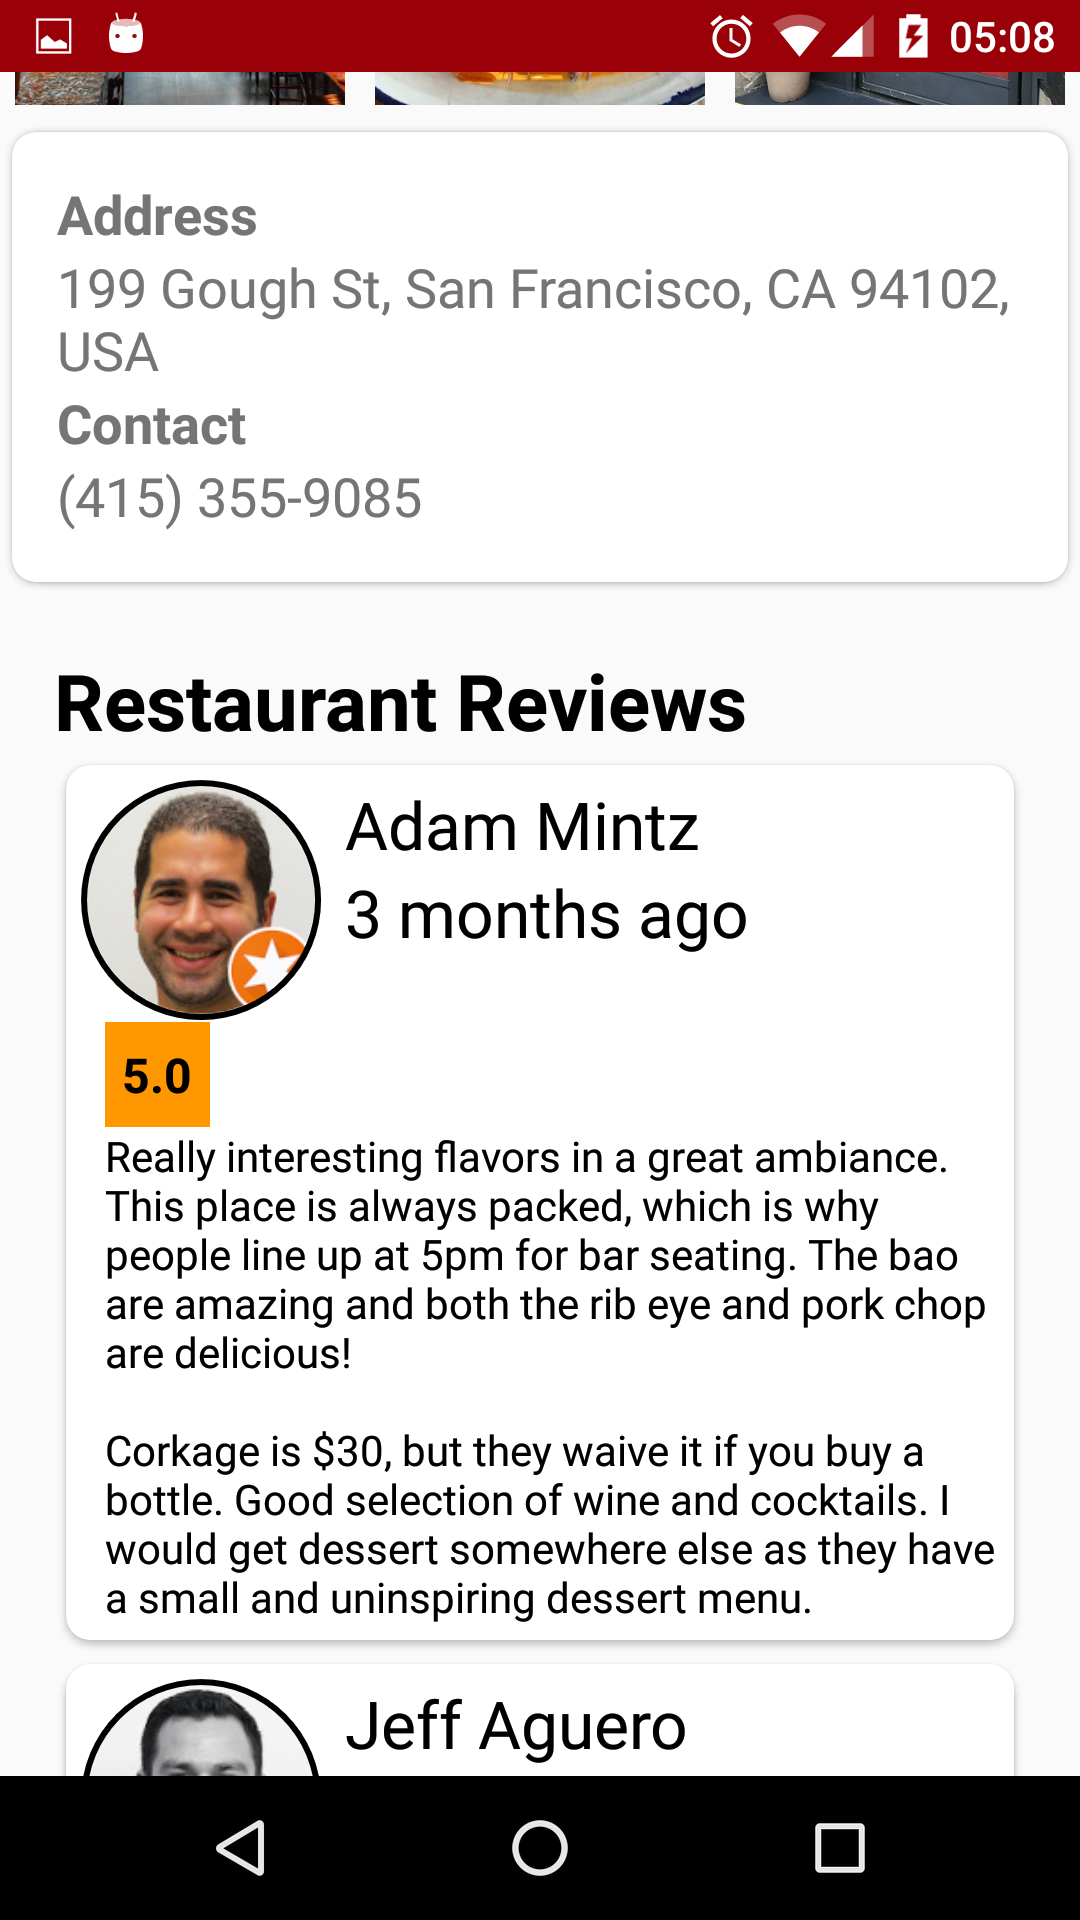 05:08
Address
199 Gough St, San Francisco, CA 94102,
USA
Contact
(415) 355-9085
Restaurant Reviews
Adam Mintz
3 months ago
5.0
Really interesting flavors in a great ambiance.
This place is always packed, which is why
people line up at 5pm for bar seating. The bao
are amazing and both the rib eye and pork chop
are delicious!
Corkage is $30, but they waive it if you buy a
bottle. Good selection of wine and cocktails. I
would get dessert somewhere else as they have
a small and uninspiring dessert menu.
Jeff Aguero